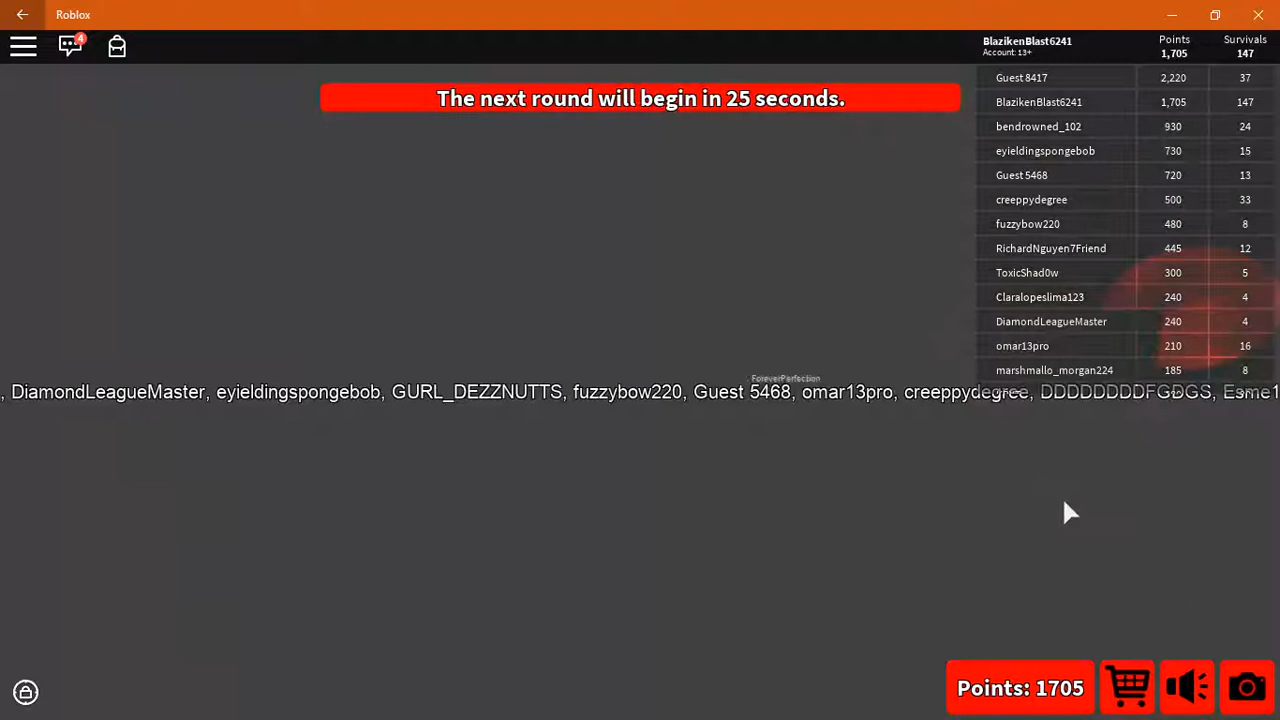 Roblox
4
BlazikenBlast6241
Account: 13+
Points
1,705
Survivals
147
The next round will begin in 25 seconds.
Guest 8417 2,220 37
BlazikenBlast6241 1,705 147
bendrowned_102 930 24
eyieldingspongebob 730 15
Guest 5468 720 13
creeppydegree 500 33
fuzzybow220 480 8
RichardNguyen7Friend 445 12
ToxicShad0w 300 5
Claralopeslima123 240 4
DiamondLeagueMaster 240 4
omar13pro 210 16
marshmallo_morgan224 185 8
ForeverPerfection
, DiamondLeagueMaster, eyieldingspongebob, GURL_DEZZNUTTS, fuzzybow220, Guest 5468, omar13pro, creeppydegree, DDDDDDDDFGDGS, Esme1
Points: 1705